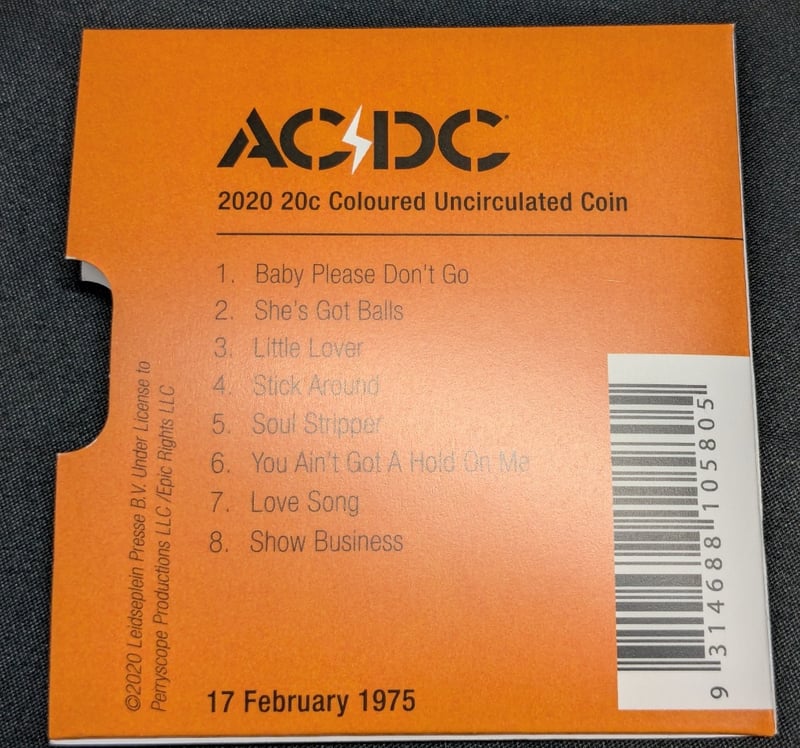 AC⚡DC
2020 20c Coloured Uncirculated Coin
1. Baby Please Don't Go
2. She's Got Balls
3. Little Lover
4. Stick Around
5. Soul Stripper
6. You Ain't Got A Hold On Me
7. Love Song
8. Show Business
17 February 1975
©2020 Leidseplein Presse B.V. Under License to
Perryscope Productions LLC /Epic Rights LLC
9 314688 105805